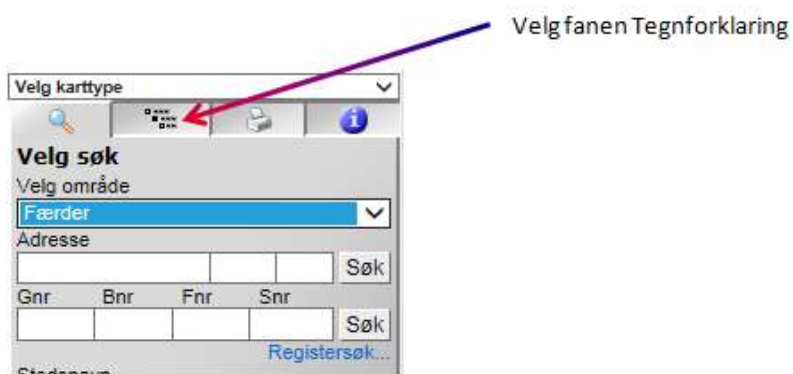 Velg fanen Tegnforklaring
Velg karttype
Velg søk
Velg område
Færder
Adresse
Søk
Gnr Bnr Fnr Snr
Søk
Registersøk...